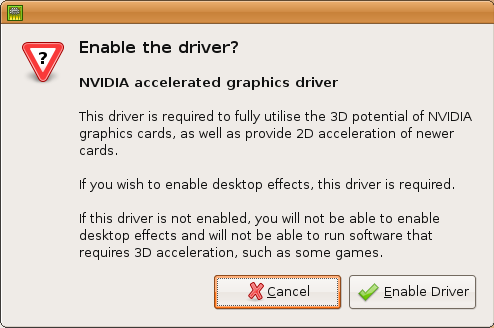 Enable the driver?
NVIDIA accelerated graphics driver
This driver is required to fully utilise the 3D potential of NVIDIA
graphics cards, as well as provide 2D acceleration of newer
cards.
If you wish to enable desktop effects, this driver is required.
If this driver is not enabled, you will not be able to enable
desktop effects and will not be able to run software that
requires 3D acceleration, such as some games.
Cancel
Enable Driver